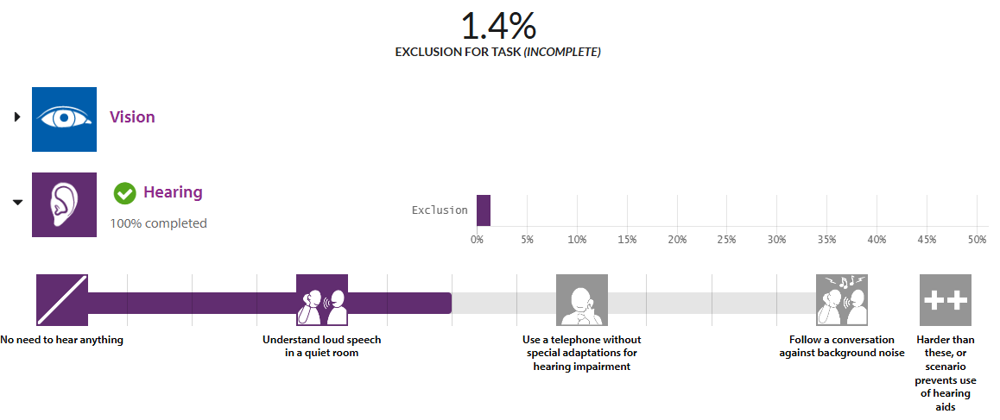 1.4%
EXCLUSION FOR TASK (INCOMPLETE)
Vision
Hearing
100% completed
Exclusion
0% 5% 10% 15% 20% 25% 30% 35% 40% 45% 50%
No need to hear anything
Understand loud speech
in a quiet room
Use a telephone without
special adaptations for
hearing impairment
Follow a conversation
against background noise
Harder than
these, or
scenario
prevents use
of hearing
aids